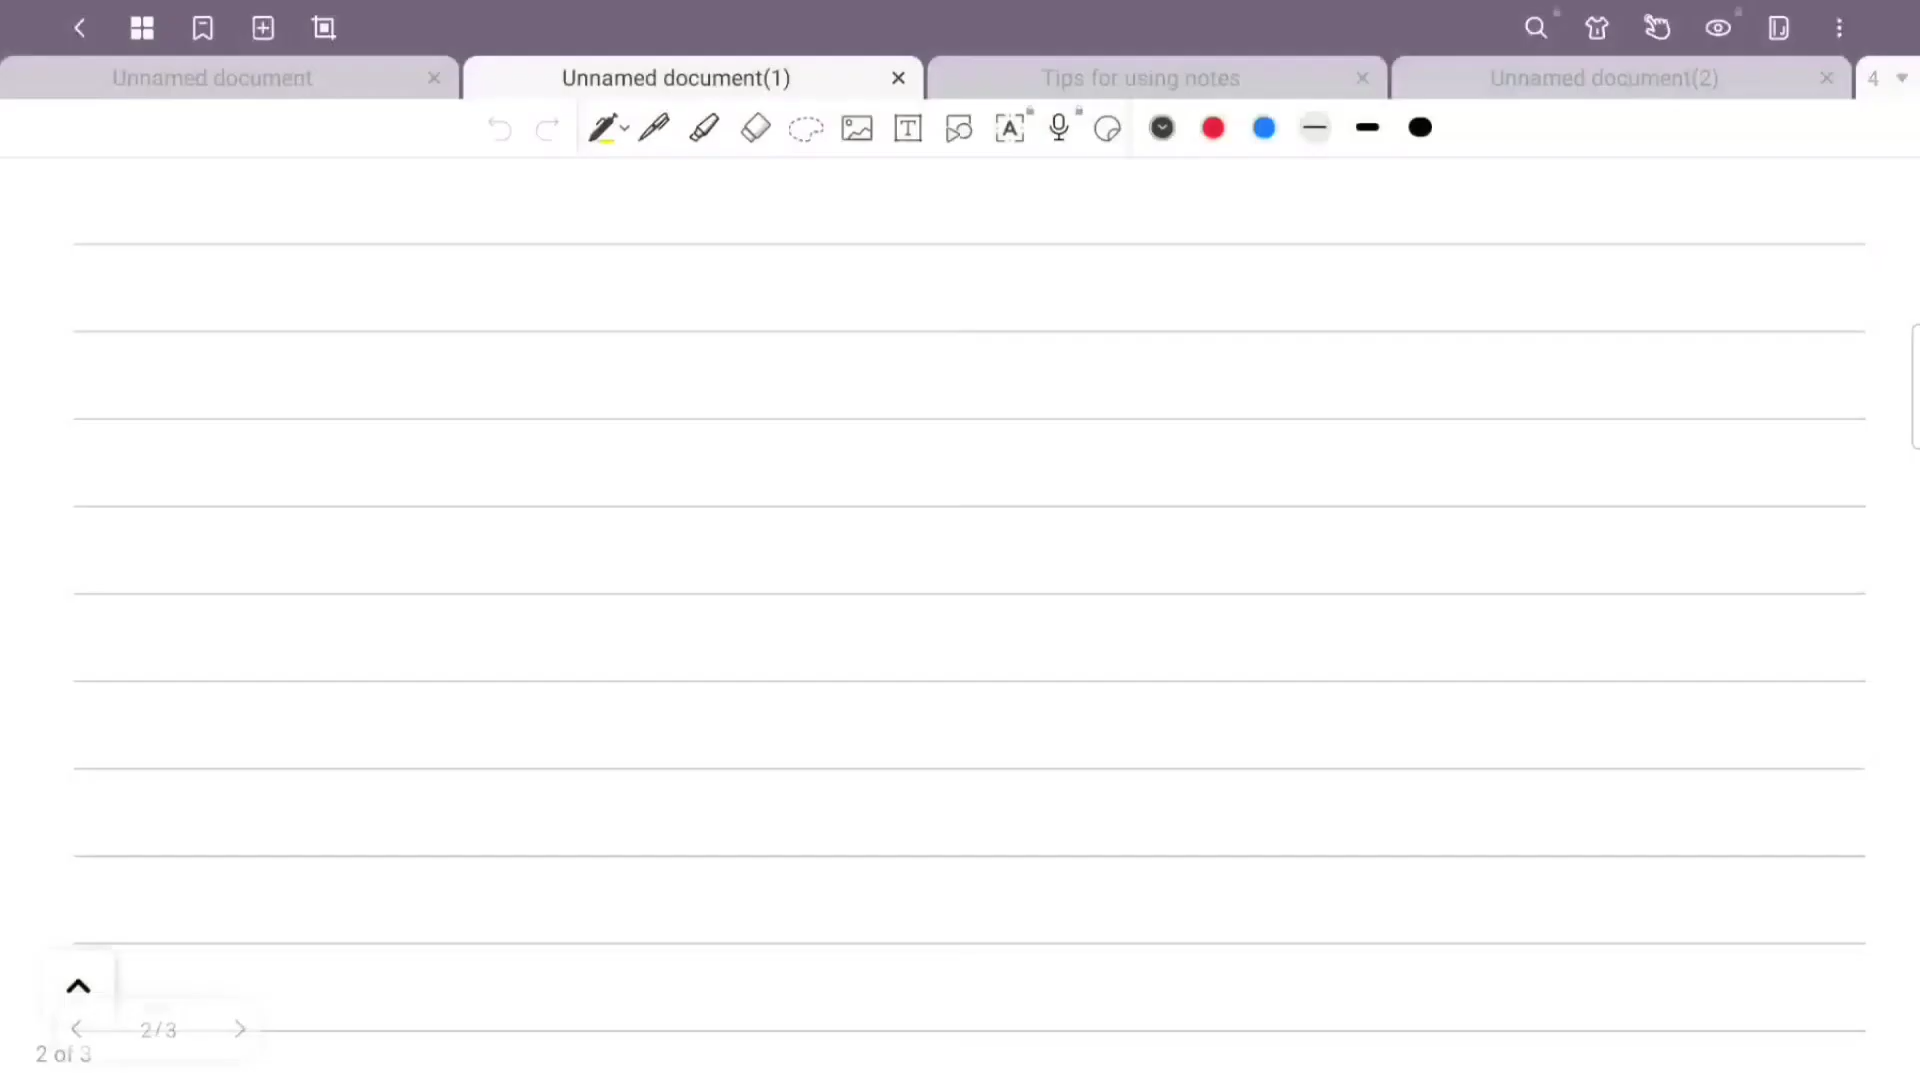 Unnamed document
Unnamed document(1)
Tips for using notes
Unnamed document(2)
4
2/3
2 of 3